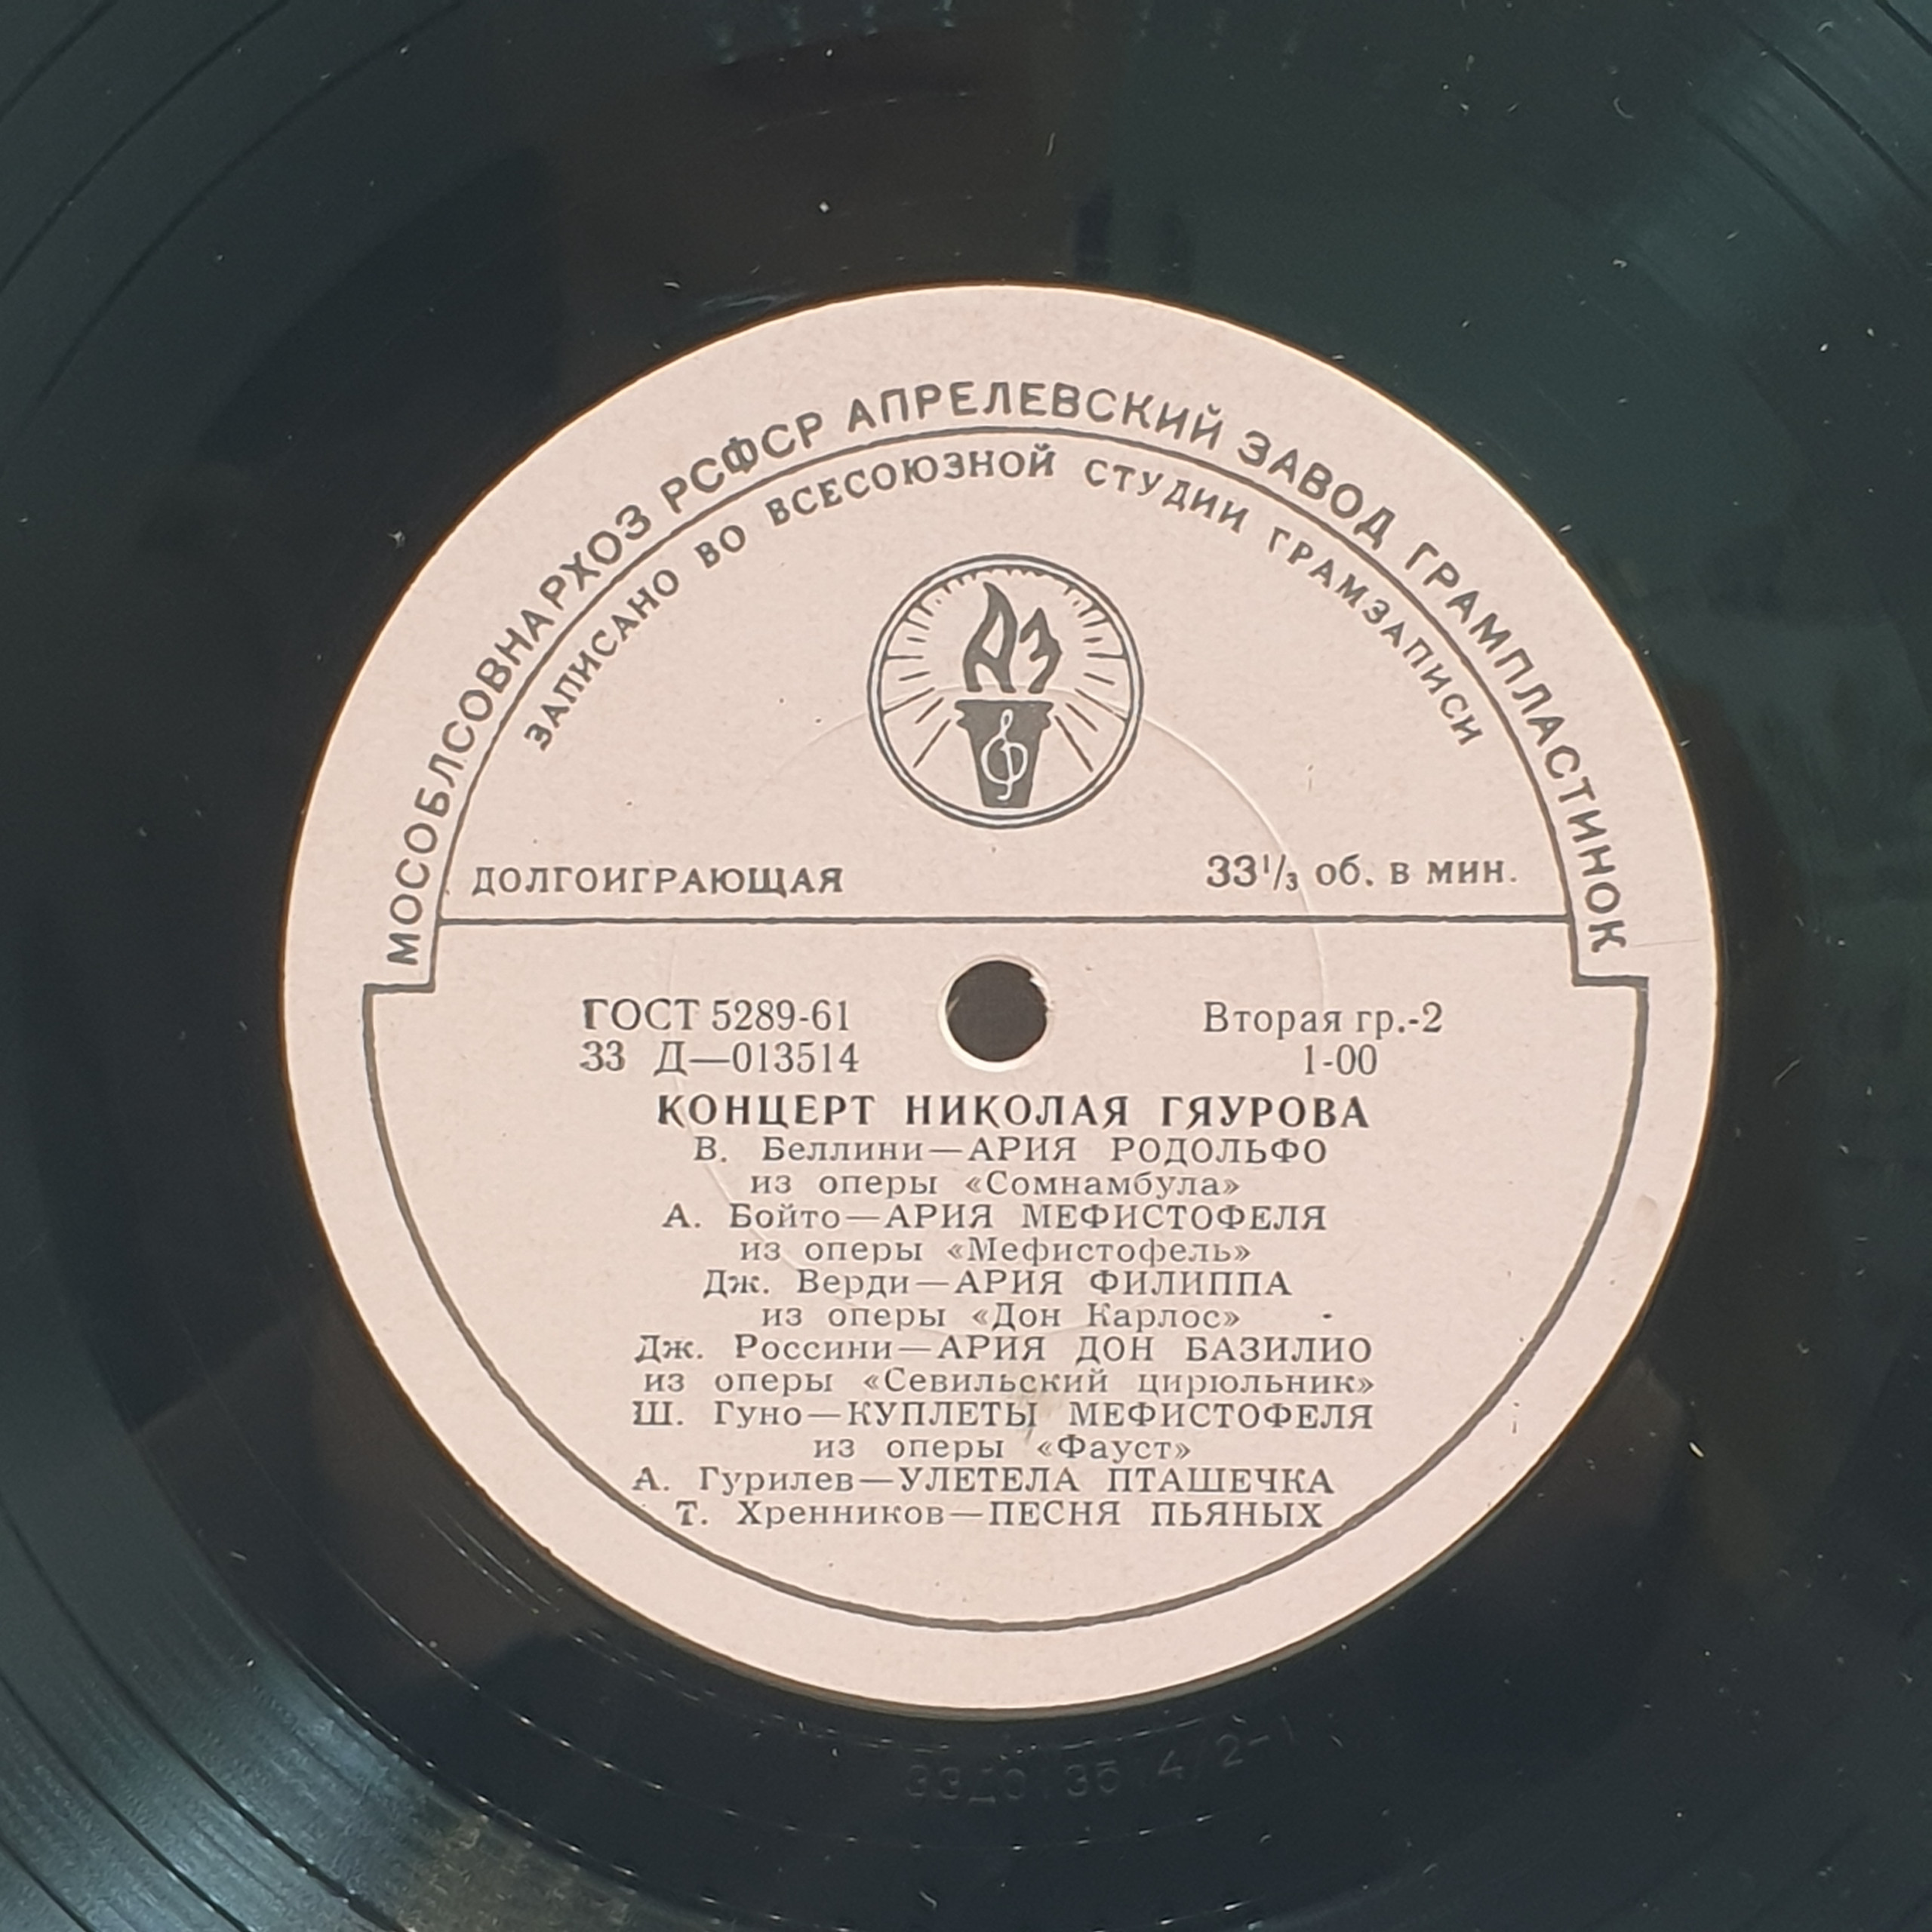 МОСОБЛСОВНАРХОЗ РСФСР АПРЕЛЕВСКИЙ ЗАВОД ГРАМПЛАСТИНОК
ЗАПИСАНО ВО ВСЕСОЮЗНОЙ СТУДИИ ГРАМЗАПИСИ
АЗ
ДОЛГОИГРАЮЩАЯ 33⅓ об. в мин.
ГОСТ 5289-61 Вторая гр.-2
33 Д—013514 1-00
КОНЦЕРТ НИКОЛАЯ ГЯУРОВА
В. Беллини—АРИЯ РОДОЛЬФО
из оперы «Сомнамбула»
А. Бойто—АРИЯ МЕФИСТОФЕЛЯ
из оперы «Мефистофель»
Дж. Верди—АРИЯ ФИЛИППА
из оперы «Дон Карлос»
Дж. Россини—АРИЯ ДОН БАЗИЛИО
из оперы «Севильский цирюльник»
Ш. Гуно—КУПЛЕТЫ МЕФИСТОФЕЛЯ
из оперы «Фауст»
А. Гурилев—УЛЕТЕЛА ПТАШЕЧКА
Т. Хренников—ПЕСНЯ ПЬЯНЫХ